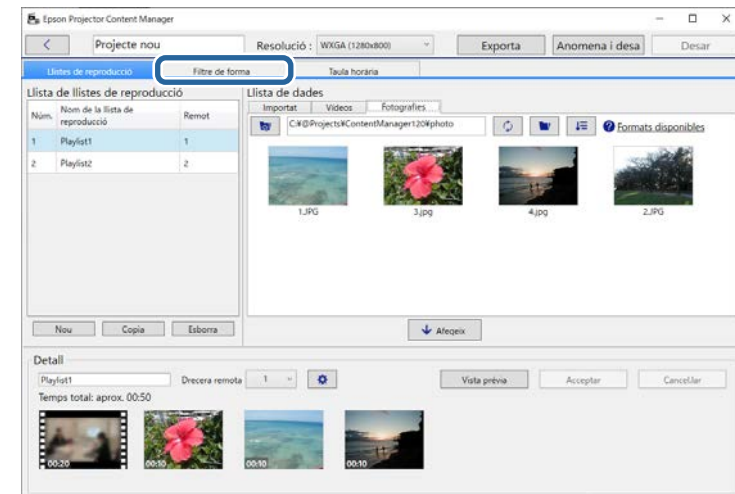 Epson Projector Content Manager
Projecte nou
Resolució :
WXGA (1280x800)
Exporta
Anomena i desa
Desar
Llistes de reproducció
Filtre de forma
Taula horària
Llista de llistes de reproducció
Llista de dades
Núm.
Nom de la llista de
reproducció
Remot
1 Playlist1 1
2 Playlist2 2
Importat
Vídeos
Fotografies
C:¥@Projects¥ContentManager120¥photo
Formats disponibles
1.JPG
3.jpg
4.jpg
2.JPG
Nou
Copia
Esborra
Afegeix
Detall
Playlist1
Drecera remota
1
Vista prèvia
Acceptar
Cancel·lar
Temps total: aprox. 00:50
00:20
00:10
00:10
00:10